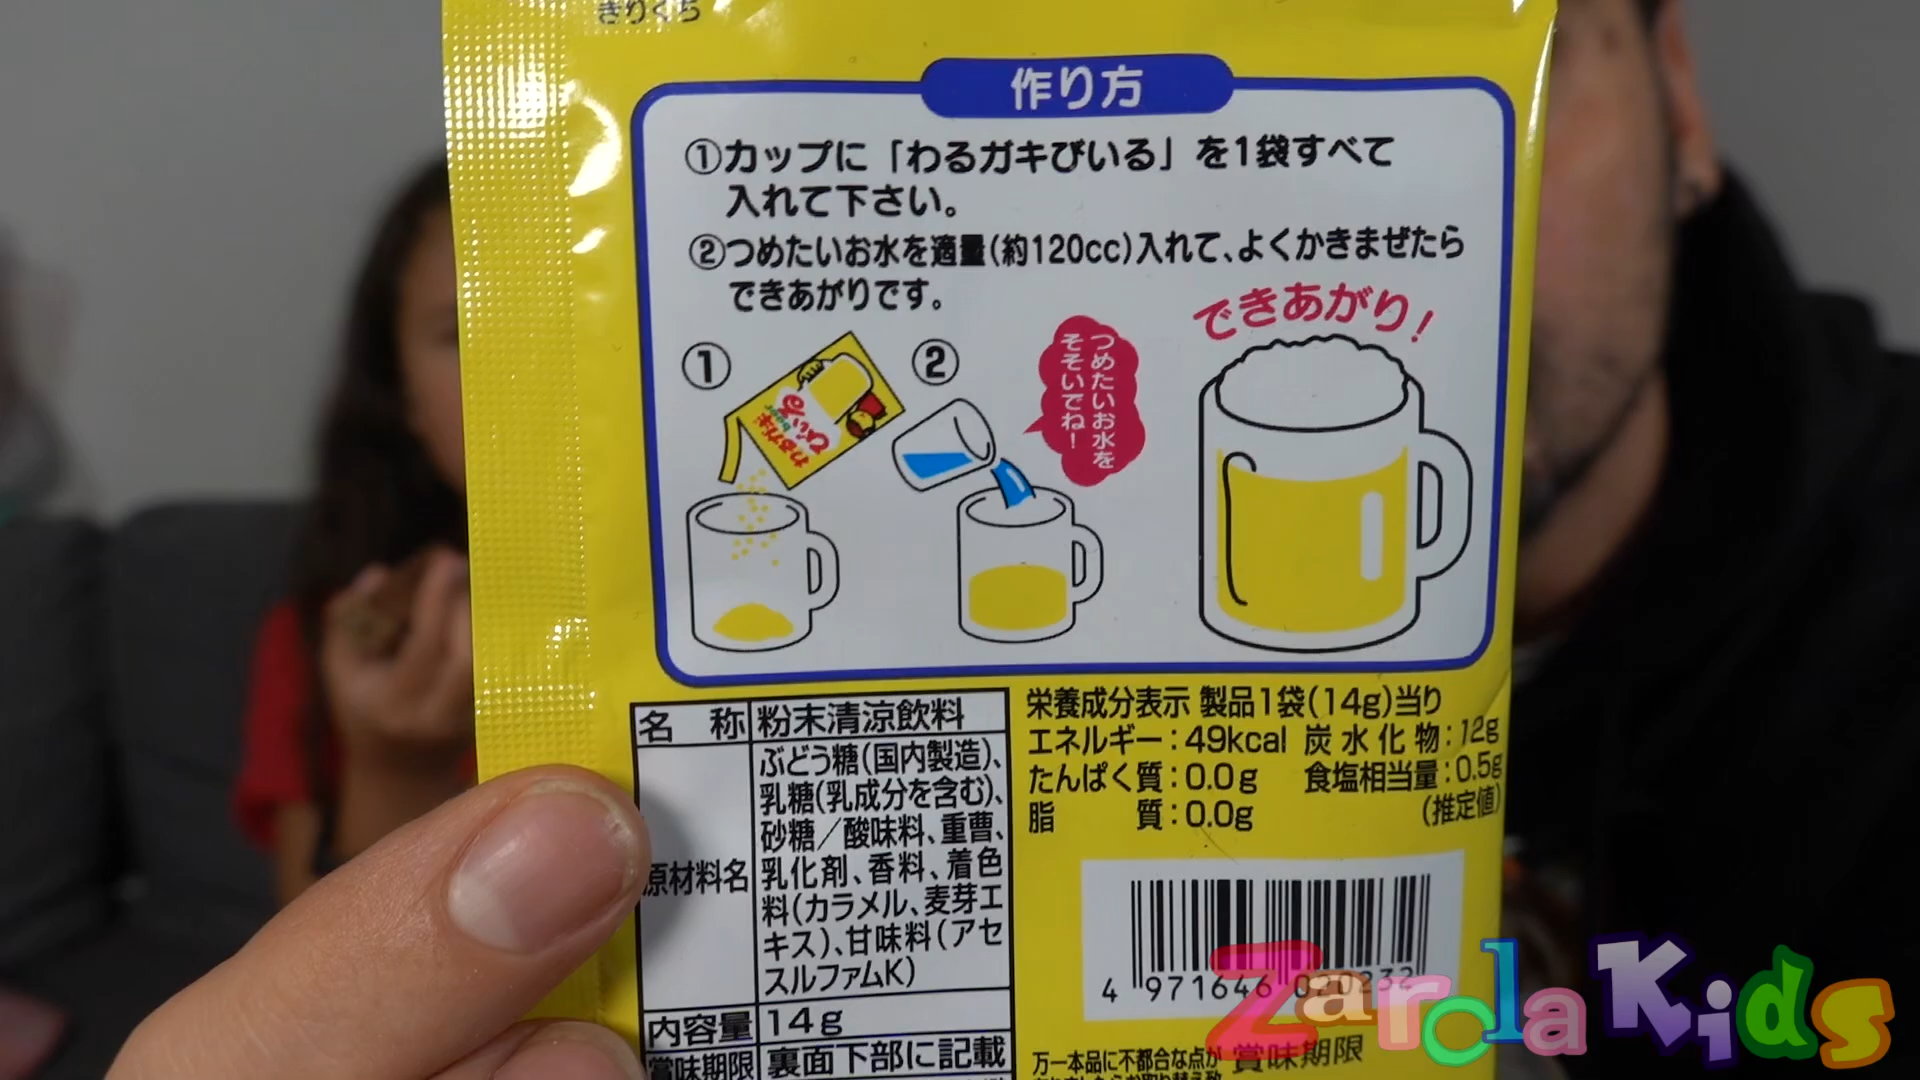 きりくち
作り方
①カップに「わるガキびいる」を1袋すべて
入れて下さい。
②つめたいお水を適量(約120cc)入れて、よくかきまぜたら
できあがりです。
①
わるガキ
びいる
beer
②
つめたいお水を
そそいでね!
できあがり!
名 称 粉末清涼飲料
原材料名
ぶどう糖(国内製造)、
乳糖(乳成分を含む)、
砂糖/酸味料、重曹、
乳化剤、香料、着色
料(カラメル、麦芽エ
キス)、甘味料(アセ
スルファムK)
内容量 14g
賞味期限 裏面下部に記載
栄養成分表示 製品1袋(14g)当り
エネルギー:49kcal 炭水化物:12g
たんぱく質:0.0g 食塩相当量:0.5g
脂 質:0.0g (推定値)
4 971646 020232
万一本品に不都合な点が
賞味期限
Zarola Kids